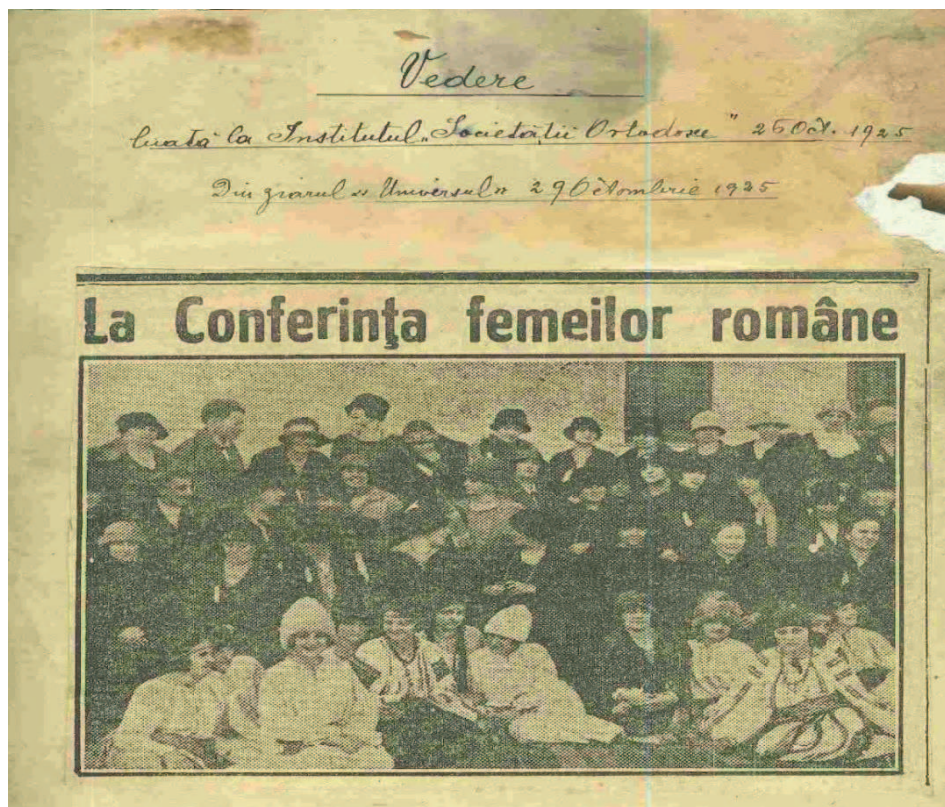 Vedere
luată la Institutul „Societății Ortodoxe" 25 Oct. 1925
Din ziarul « Universul » 29 Octombrie 1925
La Conferința femeilor române